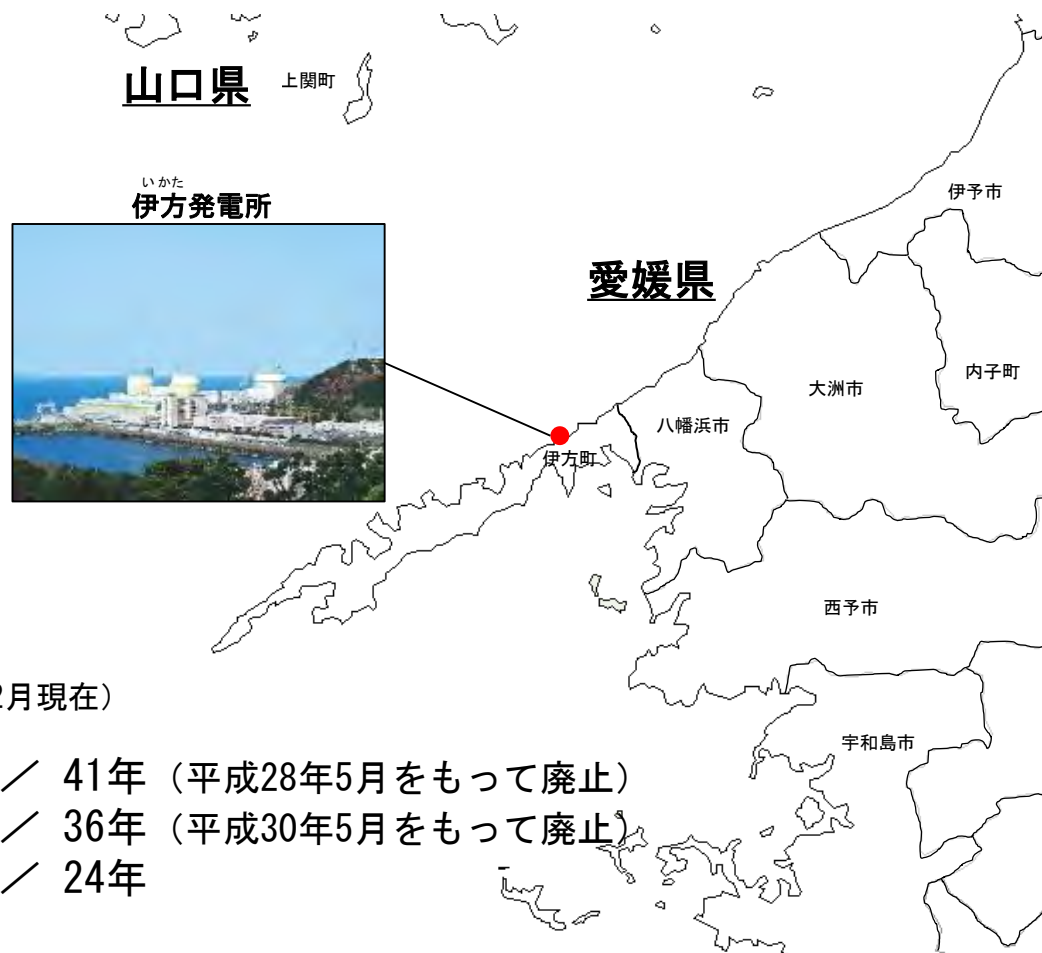 山口県
上関町
いかた
伊方発電所
伊予市
愛媛県
内子町
大洲市
八幡浜市
伊方町
西予市
2月現在)
宇和島市
／ 41年 (平成28年5月をもって廃止)
／ 36年 (平成30年5月をもって廃止)
／ 24年